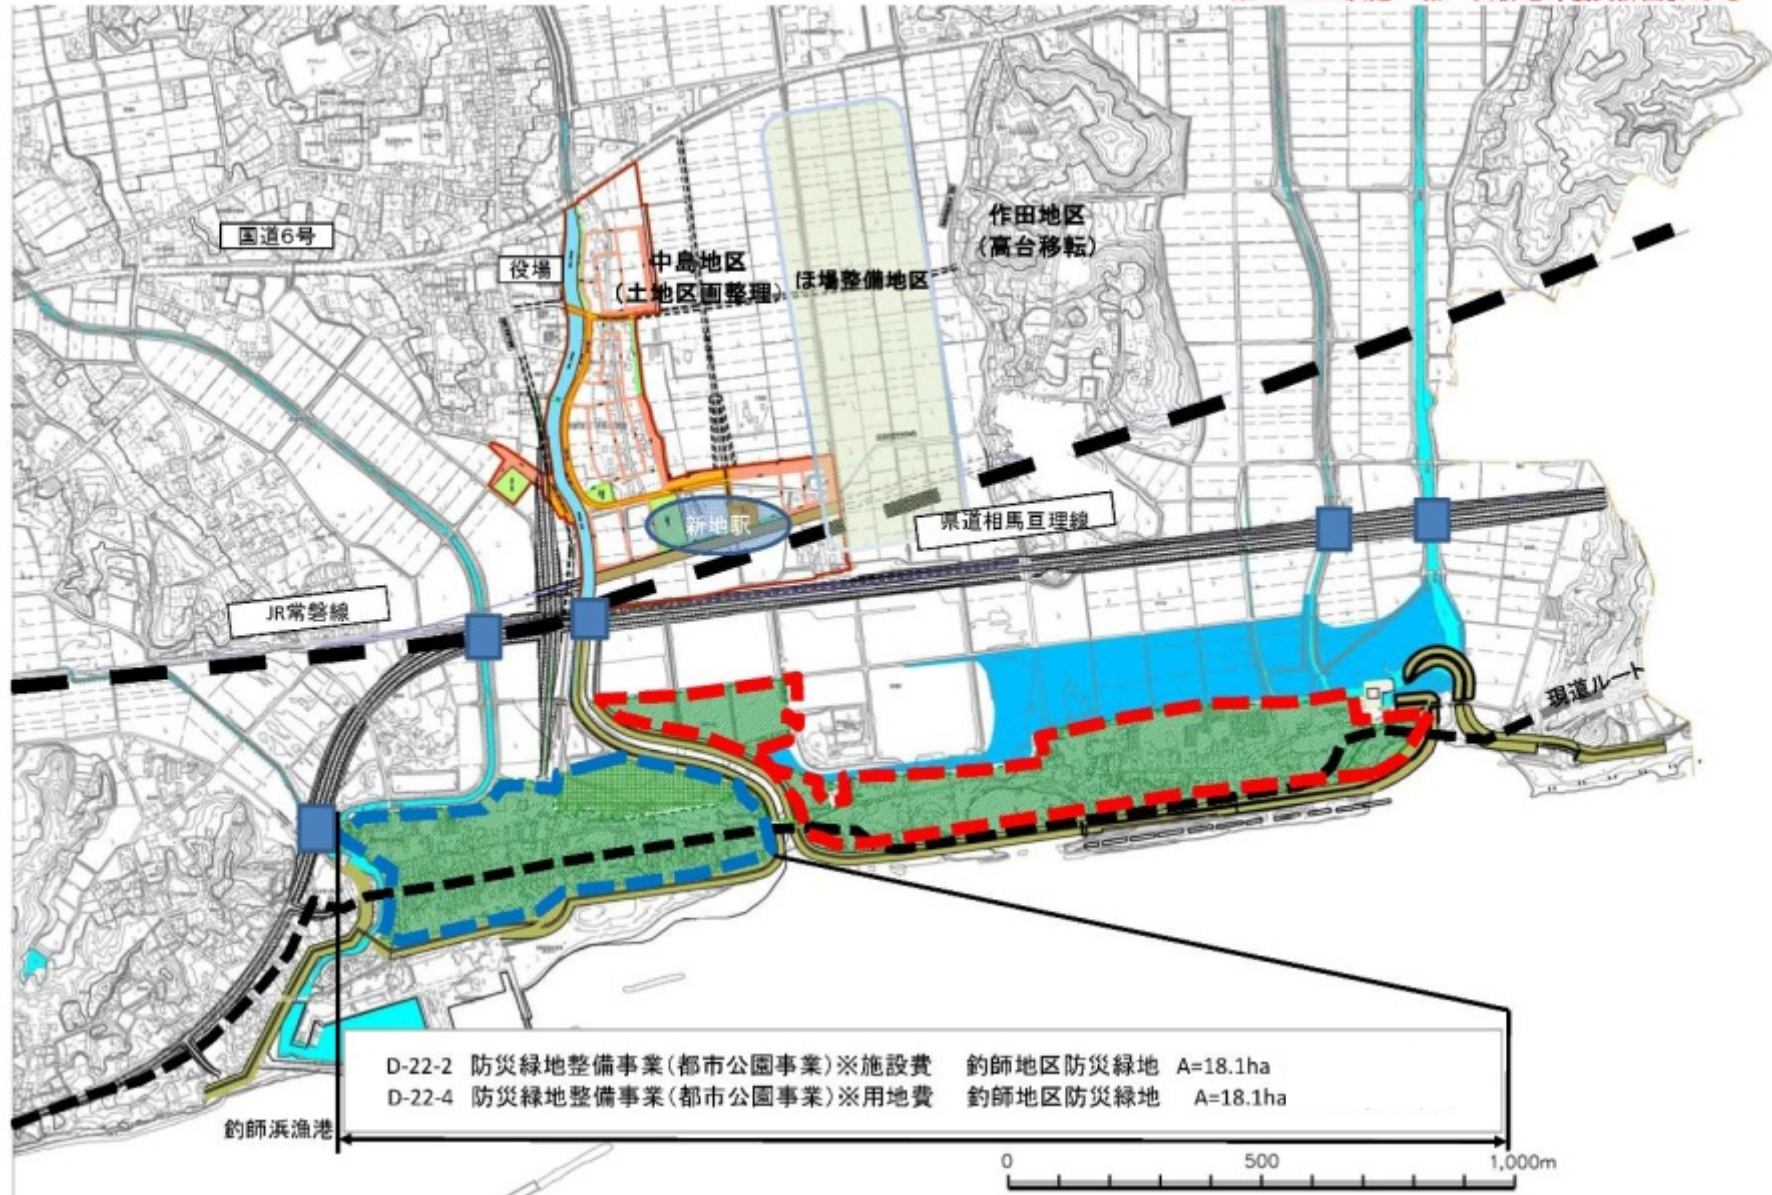 国道6号
役場
中島地区
(土地区画整理)
ほ場整備地区
作田地区
(高台移転)
新地駅
県道相馬亘理線
JR常磐線
現道ルート
D-22-2 防災緑地整備事業(都市公園事業)※施設費 釣師地区防災緑地 A=18.1ha
D-22-4 防災緑地整備事業(都市公園事業)※用地費 釣師地区防災緑地 A=18.1ha
釣師浜漁港
0 500 1,000m